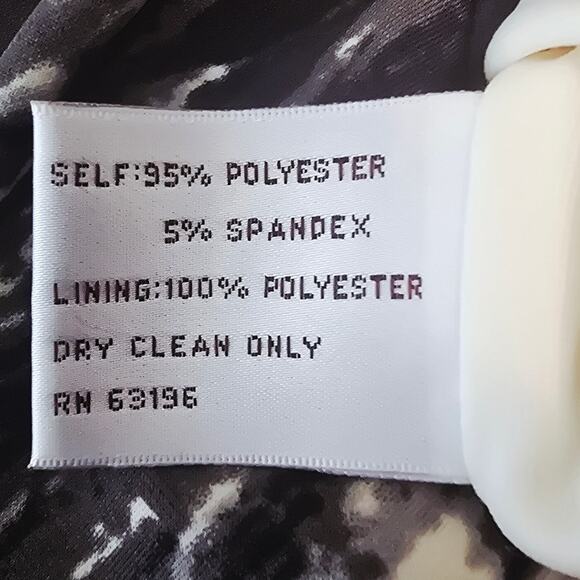 SELF:95% POLYESTER
5% SPANDEX
LINING:100% POLYESTER
DRY CLEAN ONLY
RN 63196